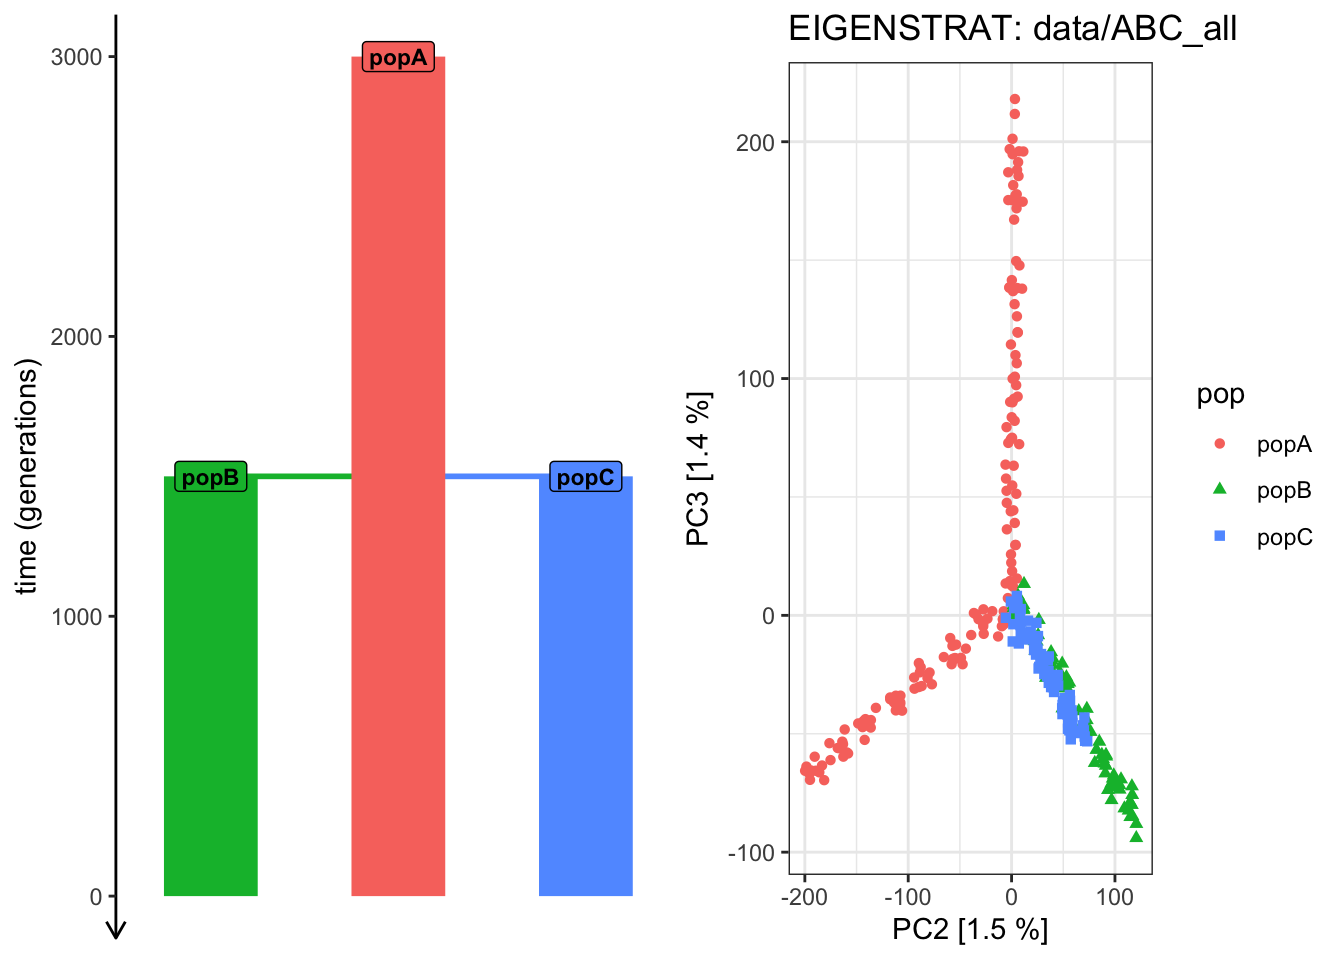 time (generations)
3000
2000
1000
0
popA
popB
popC
EIGENSTRAT: data/ABC_all
PC3 [1.4 %]
200
100
0
-100
-200
-100
0
100
PC2 [1.5 %]
pop
popA
popB
popC